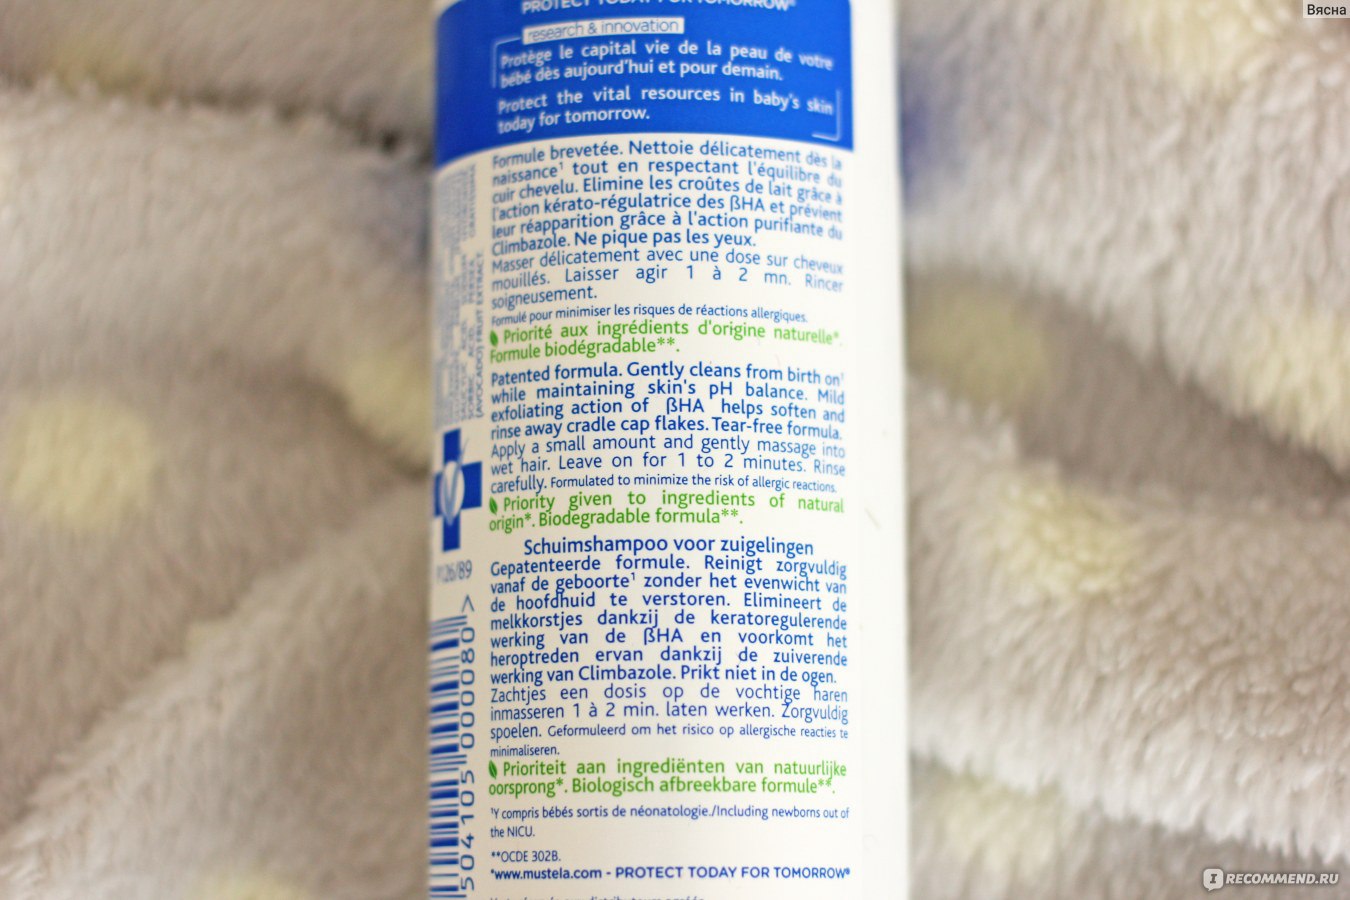 Вясна
PROTECT TODAY FOR TOMORROW®
research & innovation
Protège le capital vie de la peau de votre
bébé dès aujourd'hui et pour demain.
Protect the vital resources in baby's skin
today for tomorrow.
Formule brevetée. Nettoie délicatement dès la
naissance¹ tout en respectant l'équilibre du
cuir chevelu. Elimine les croûtes de lait grâce à
l'action kérato-régulatrice des ßHA et prévient
leur réapparition grâce à l'action purifiante du
Climbazole. Ne pique pas les yeux.
Masser délicatement avec une dose sur cheveux
mouillés. Laisser agir 1 à 2 mn. Rincer
soigneusement.
Formulé pour minimiser les risques de réactions allergiques.
Priorité aux ingrédients d'origine naturelle*.
Formule biodégradable**.
Patented formula. Gently cleans from birth on¹
while maintaining skin's pH balance. Mild
exfoliating action of ßHA helps soften and
rinse away cradle cap flakes. Tear-free formula.
Apply a small amount and gently massage into
wet hair. Leave on for 1 to 2 minutes. Rinse
carefully. Formulated to minimize the risk of allergic reactions.
Priority given to ingredients of natural
origin*. Biodegradable formula**.
Schuimshampoo voor zuigelingen
Gepatenteerde formule. Reinigt zorgvuldig
vanaf de geboorte¹ zonder het evenwicht van
de hoofdhuid te verstoren. Elimineert de
melkkorstjes dankzij de keratoregulerende
werking van de ßHA en voorkomt het
heroptreden ervan dankzij de zuiverende
werking van Climbazole. Prikt niet in de ogen.
Zachtjes een dosis op de vochtige haren
inmasseren 1 à 2 min. laten werken. Zorgvuldig
spoelen. Geformuleerd om het risico op allergische reacties te
minimaliseren.
Prioriteit aan ingrediënten van natuurlijke
oorsprong*. Biologisch afbreekbare formule**.
¹Y compris bébés sortis de néonatologie./Including newborns out of
the NICU.
**OCDE 302B.
*www.mustela.com - PROTECT TODAY FOR TOMORROW®
(AVOCADO) FRUIT EXTRACT
504105 000080 >
IRECOMMEND.RU